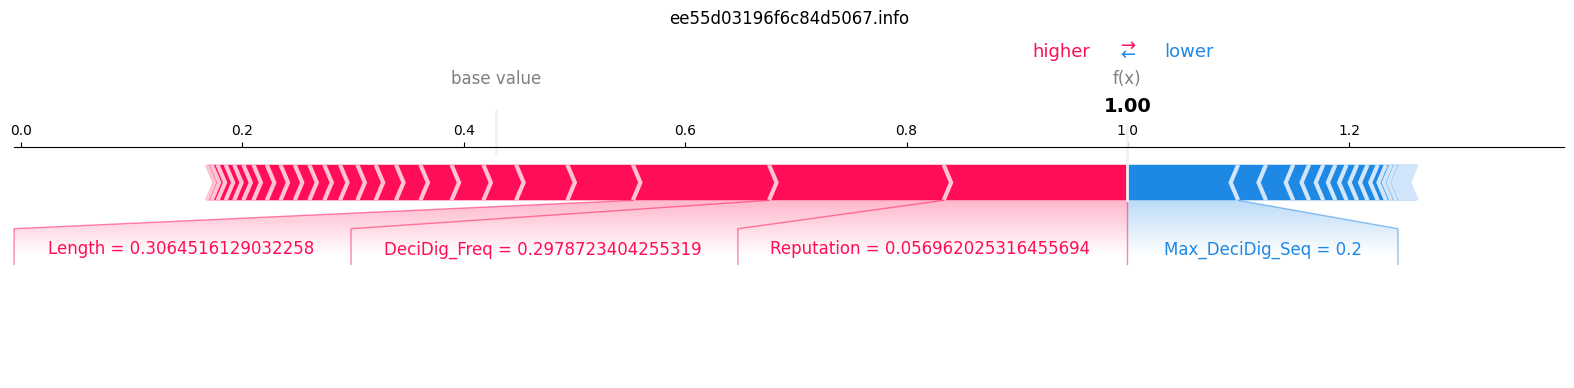 ee55d03196f6c84d5067.info
higher → ← lower
base value f(x)
1.00
0.0 0.2 0.4 0.6 0.8 1.0 1.2
Length = 0.3064516129032258 DeciDig_Freq = 0.2978723404255319 Reputation = 0.056962025316455694 Max_DeciDig_Seq = 0.2